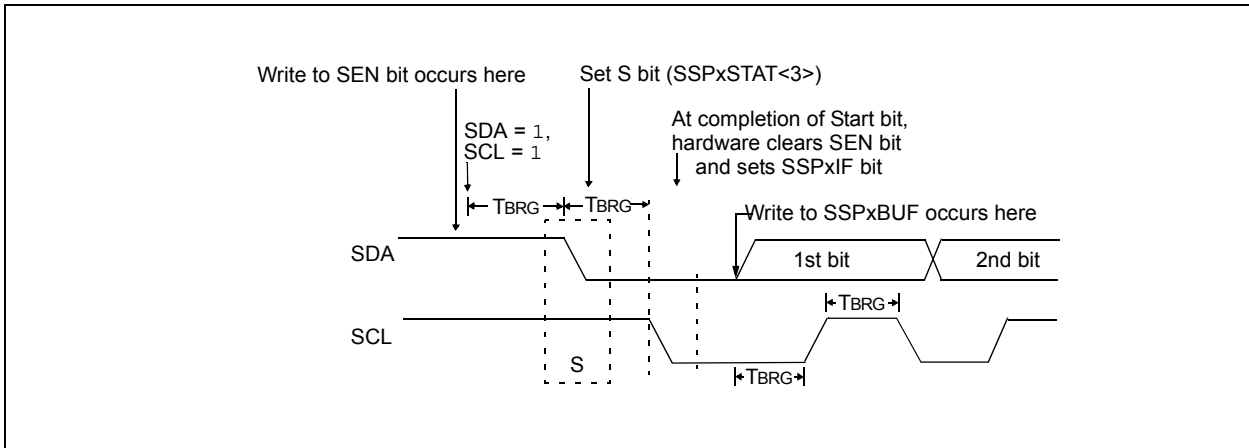 Write to SEN bit occurs here
Set S bit (SSPxSTAT<3>)
SDA = 1,
SCL = 1
At completion of Start bit,
hardware clears SEN bit
and sets SSPxIF bit
TBRG
TBRG
Write to SSPxBUF occurs here
SDA
1st bit
2nd bit
TBRG
SCL
S
TBRG